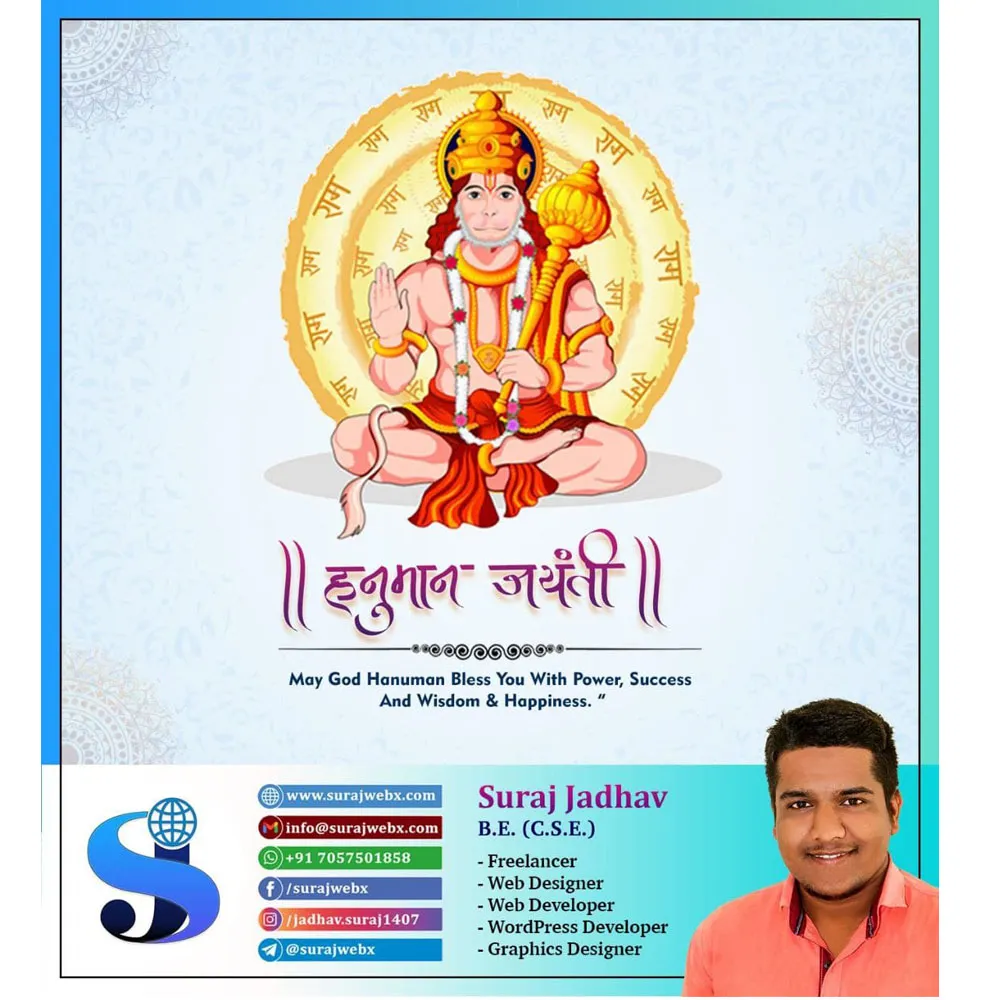 राम राम राम राम राम
राम राम राम
राम राम
राम राम राम राम
राम राम
राम राम
|| हनुमान जयंती ||
May God Hanuman Bless You With Power, Success
And Wisdom & Happiness. “
www.surajwebx.com
info@surajwebx.com
+91 7057501858
/surajwebx
/jadhav.suraj1407
@surajwebx
SJ
Suraj Jadhav
B.E. (C.S.E.)
- Freelancer
- Web Designer
- Web Developer
- WordPress Developer
- Graphics Designer